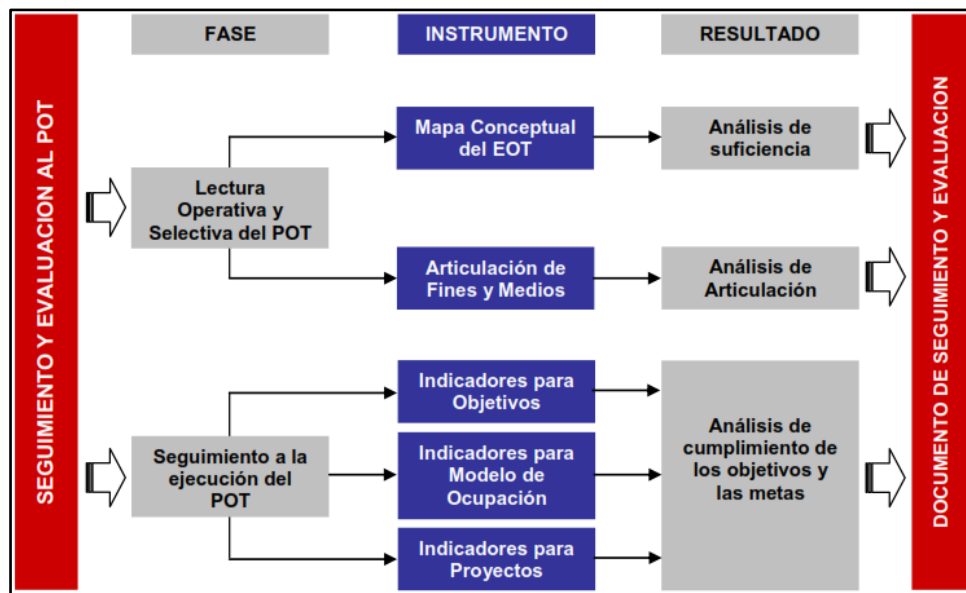 SEGUIMIENTO Y EVALUACION AL POT
FASE
INSTRUMENTO
RESULTADO
Lectura
Operativa y
Selectiva del POT
Mapa Conceptual
del EOT
Análisis de
suficiencia
Articulación de
Fines y Medios
Análisis de
Articulación
Seguimiento a la
ejecución del
POT
Indicadores para
Objetivos
Indicadores para
Modelo de
Ocupación
Indicadores para
Proyectos
Análisis de
cumplimiento de
los objetivos y
las metas
DOCUMENTO DE SEGUIMIENTO Y EVALUACION